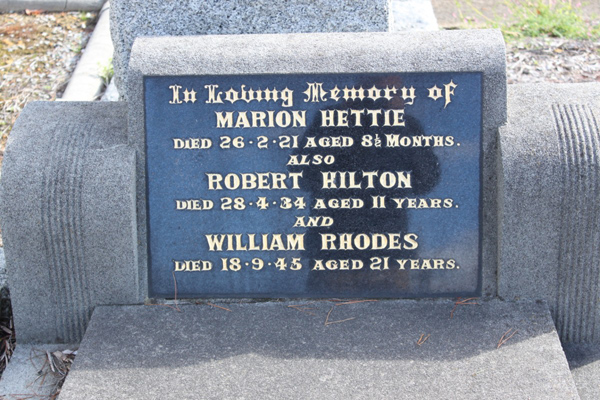 In Loving Memory of
MARION HETTIE
DIED 26·2·21 AGED 8½ MONTHS.
ALSO
ROBERT HILTON
DIED 28·4·34 AGED 11 YEARS.
AND
WILLIAM RHODES
DIED 18·9·45 AGED 21 YEARS.